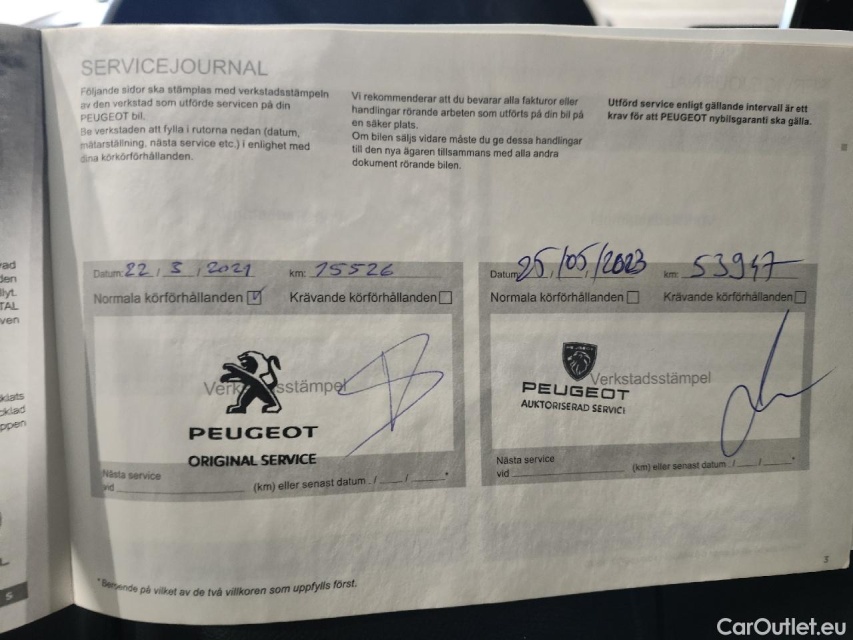 SERVICEJOURNAL
Följande sidor ska stämplas med verkstadsstämpeln
av den verkstad som utförde servicen på din
PEUGEOT bil.
Be verkstaden att fylla i rutorna nedan (datum,
mätarställning, nästa service etc.) i enlighet med
dina körkörförhållanden.
Vi rekommenderar att du bevarar alla fakturor eller
handlingar rörande arbeten som utförts på din bil på
en säker plats.
Om bilen säljs vidare måste du ge dessa handlingar
till den nya ägaren tillsammans med alla andra
dokument rörande bilen.
Utförd service enligt gällande intervall är ett
krav för att PEUGEOT nybilsgaranti ska gälla.
Datum: 22 / 3 / 2021 km: 15526
Normala körförhållanden Krävande körförhållanden
Verkstadsstämpel
PEUGEOT
ORIGINAL SERVICE
Nästa service
vid (km) eller senast datum . / / *
Datum 25/05/2023 km: 53947
Normala körförhållanden Krävande körförhållanden
Verkstadsstämpel
PEUGEOT
AUKTORISERAD SERVICE
Nästa service
vid (km) eller senast datum . / / *
*Beroende på vilket av de två villkoren som uppfylls först.
3
CarOutlet.eu